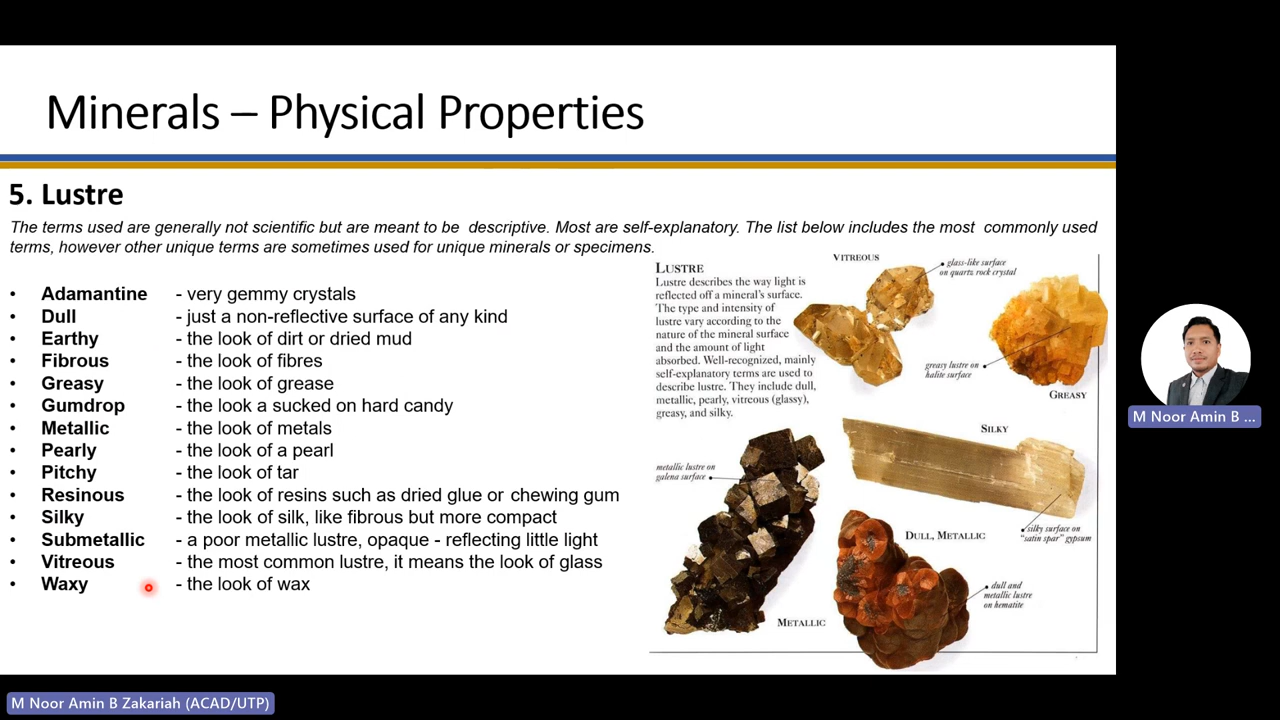 Minerals – Physical Properties
5. Lustre
The terms used are generally not scientific but are meant to be descriptive. Most are self-explanatory. The list below includes the most commonly used
terms, however other unique terms are sometimes used for unique minerals or specimens.
• Adamantine - very gemmy crystals
• Dull - just a non-reflective surface of any kind
• Earthy - the look of dirt or dried mud
• Fibrous - the look of fibres
• Greasy - the look of grease
• Gumdrop - the look a sucked on hard candy
• Metallic - the look of metals
• Pearly - the look of a pearl
• Pitchy - the look of tar
• Resinous - the look of resins such as dried glue or chewing gum
• Silky - the look of silk, like fibrous but more compact
• Submetallic - a poor metallic lustre, opaque - reflecting little light
• Vitreous - the most common lustre, it means the look of glass
• Waxy - the look of wax
LUSTRE
Lustre describes the way light is
reflected off a mineral's surface.
The type and intensity of
lustre vary according to the
nature of the mineral surface
and the amount of light
absorbed. Well-recognized, mainly
self-explanatory terms are used to
describe lustre. They include dull,
metallic, pearly, vitreous (glassy),
greasy, and silky.
VITREOUS
glass-like surface
on quartz rock crystal
greasy lustre on
halite surface
GREASY
SILKY
silky surface on
"satin spar" gypsum
metallic lustre on
galena surface
METALLIC
DULL, METALLIC
dull and
metallic lustre
on hematite
M Noor Amin B ...
M Noor Amin B Zakariah (ACAD/UTP)